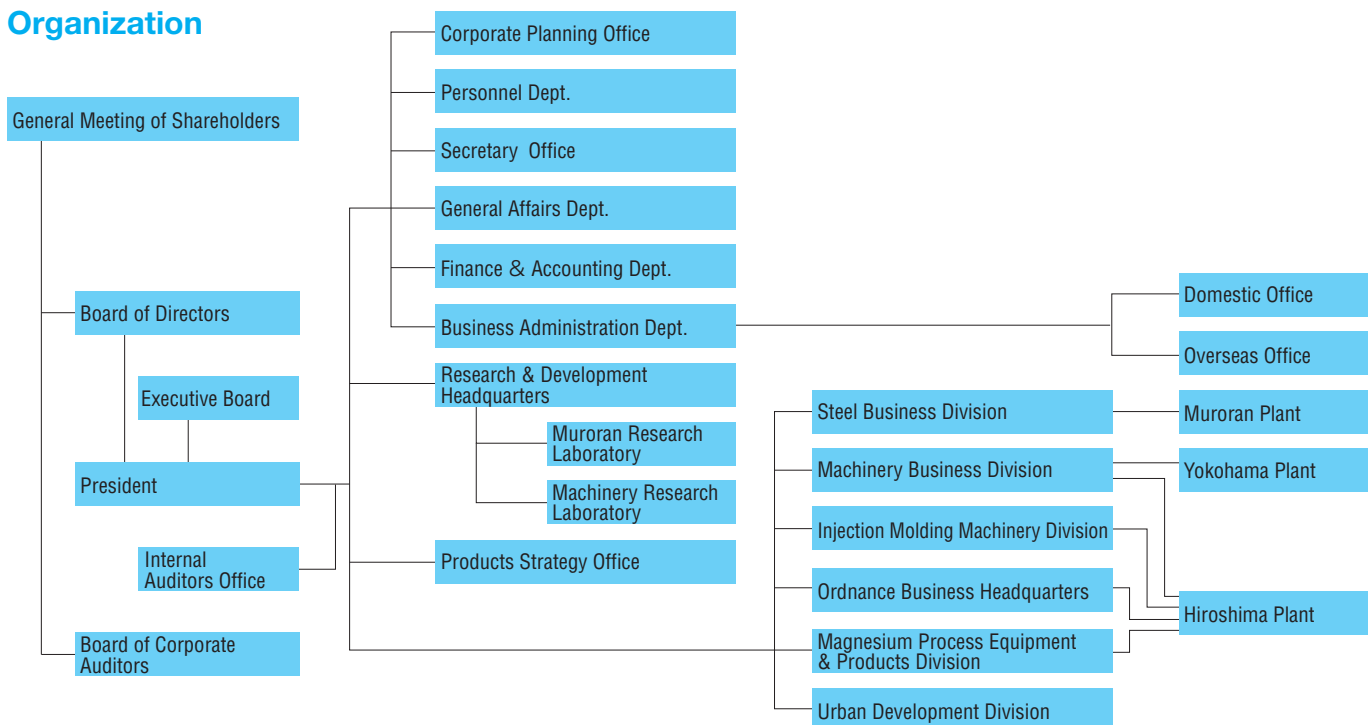 Organization
General Meeting of Shareholders
Board of Directors
Executive Board
President
Internal
Auditors Office
Board of Corporate
Auditors
Corporate Planning Office
Personnel Dept.
Secretary Office
General Affairs Dept.
Finance & Accounting Dept.
Business Administration Dept.
Research & Development
Headquarters
Muroran Research
Laboratory
Machinery Research
Laboratory
Products Strategy Office
Steel Business Division
Machinery Business Division
Injection Molding Machinery Division
Ordnance Business Headquarters
Magnesium Process Equipment
& Products Division
Urban Development Division
Domestic Office
Overseas Office
Muroran Plant
Yokohama Plant
Hiroshima Plant